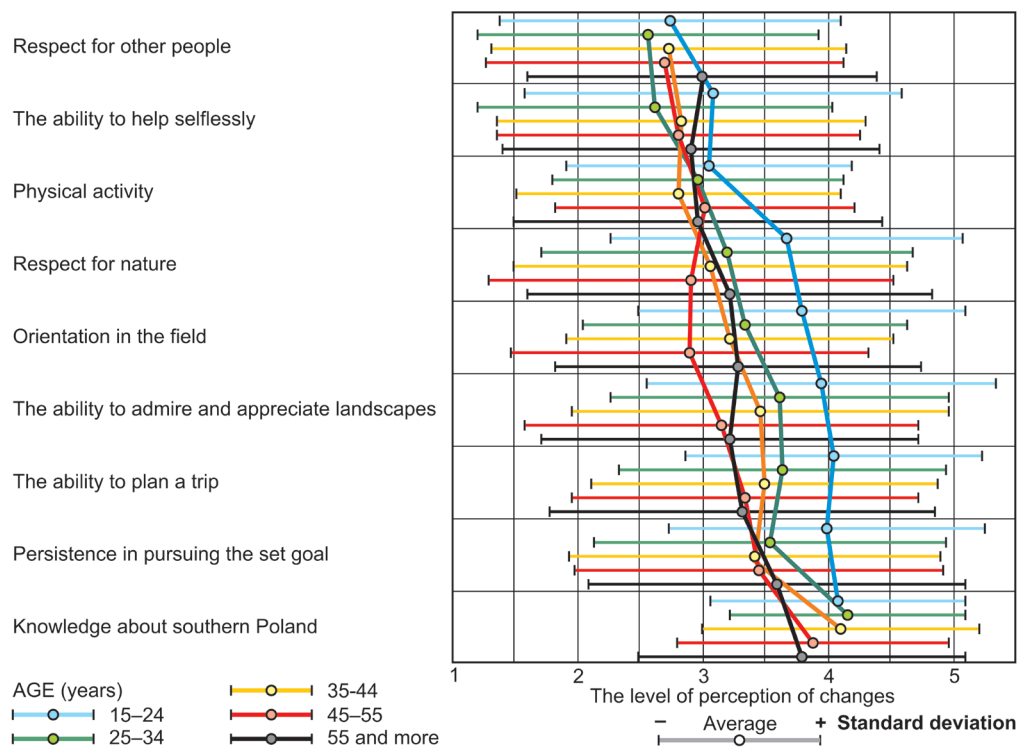 Respect for other people
The ability to help selflessly
Physical activity
Respect for nature
Orientation in the field
The ability to admire and appreciate landscapes
The ability to plan a trip
Persistence in pursuing the set goal
Knowledge about southern Poland
1 2 3 4 5
The level of perception of changes
− Average + Standard deviation
AGE (years)
15–24
25–34
35-44
45–55
55 and more